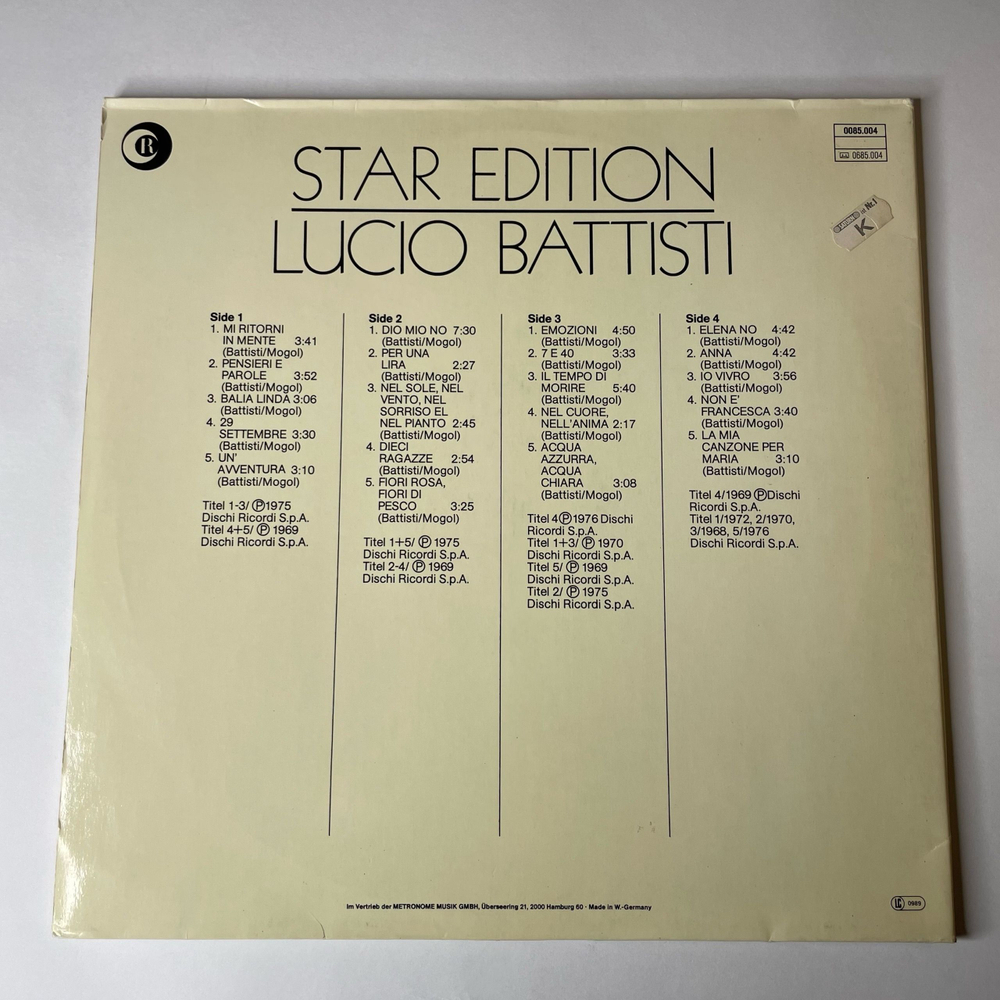 R
0085.004
0685.004
STAR EDITION
LUCIO BATTISTI
SATURN Nr.1
K
Side 1
1. MI RITORNI
IN MENTE 3:41
(Battisti/Mogol)
2. PENSIERI E
PAROLE 3:52
(Battisti/Mogol)
3. BALIA LINDA 3:06
(Battisti/Mogol)
4. 29
SETTEMBRE 3:30
(Battisti/Mogol)
5. UN'
AVVENTURA 3:10
(Battisti/Mogol)
Titel 1-3/ Ⓟ 1975
Dischi Ricordi S.p.A.
Titel 4+5/ Ⓟ 1969
Dischi Ricordi S.p.A.
Side 2
1. DIO MIO NO 7:30
(Battisti/Mogol)
2. PER UNA
LIRA 2:27
(Battisti/Mogol)
3. NEL SOLE, NEL
VENTO, NEL
SORRISO EL
NEL PIANTO 2:45
(Battisti/Mogol)
4. DIECI
RAGAZZE 2:54
(Battisti/Mogol)
5. FIORI ROSA,
FIORI DI
PESCO 3:25
(Battisti/Mogol)
Titel 1+5/ Ⓟ 1975
Dischi Ricordi S.p.A.
Titel 2-4/ Ⓟ 1969
Dischi Ricordi S.p.A.
Side 3
1. EMOZIONI 4:50
(Battisti/Mogol)
2. 7 E 40 3:33
(Battisti/Mogol)
3. IL TEMPO DI
MORIRE 5:40
(Battisti/Mogol)
4. NEL CUORE,
NELL'ANIMA 2:17
(Battisti/Mogol)
5. ACQUA
AZZURRA,
ACQUA
CHIARA 3:08
(Battisti/Mogol)
Titel 4Ⓟ1976 Dischi
Ricordi S.p.A.
Titel 1+3/ Ⓟ 1970
Dischi Ricordi S.p.A.
Titel 5/ Ⓟ 1969
Dischi Ricordi S.p.A.
Titel 2/ Ⓟ 1975
Dischi Ricordi S.p.A.
Side 4
1. ELENA NO 4:42
(Battisti/Mogol)
2. ANNA 4:42
(Battisti/Mogol)
3. IO VIVRO 3:56
(Battisti/Mogol)
4. NON E'
FRANCESCA 3:40
(Battisti/Mogol)
5. LA MIA
CANZONE PER
MARIA 3:10
(Battisti/Mogol)
Titel 4/1969 ⓅDischi
Ricordi S.p.A.
Titel 1/1972, 2/1970,
3/1968, 5/1976
Dischi Ricordi S.p.A.
Im Vertrieb der METRONOME MUSIK GMBH, Überseering 21, 2000 Hamburg 60 · Made in W.-Germany
LC 0989